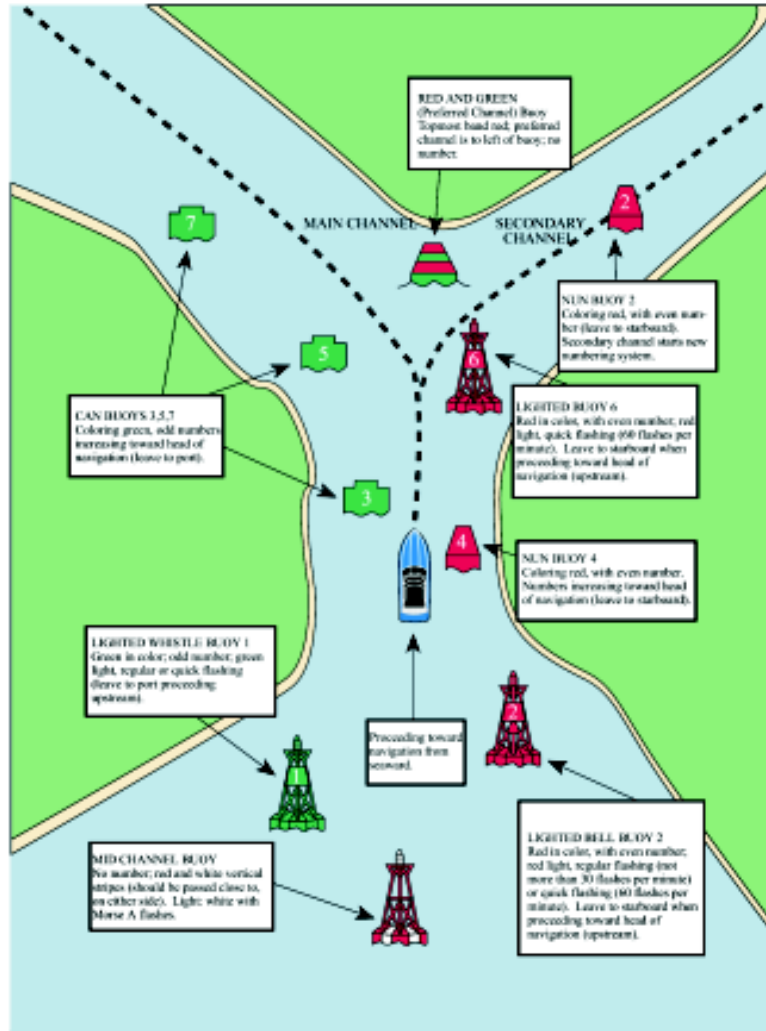 RED AND GREEN
(Preferred Channel) Buoy
Topmost band red; preferred
channel is to left of buoy; no
number.
MAIN CHANNEL
SECONDARY
CHANNEL
2
7
NUN BUOY 2
Coloring red, with even num-
ber (leave to starboard).
Secondary channel starts new
numbering system.
5
6
CAN BUOYS 3,5,7
Coloring green, odd numbers
increasing toward head of
navigation (leave to port).
LIGHTED BUOY 6
Red in color, with even number; red
light, quick flashing (60 flashes per
minute). Leave to starboard when
proceeding toward head of
navigation (upstream).
3
4
NUN BUOY 4
Coloring red, with even number.
Numbers increasing toward head
of navigation (leave to starboard).
LIGHTED WHISTLE BUOY 1
Green in color; odd number; green
light, regular or quick flashing
(leave to port proceeding
upstream).
2
Proceeding toward
navigation from
seaward.
1
LIGHTED BELL BUOY 2
Red in color, with even number;
red light, regular flashing (not
more than 30 flashes per minute)
or quick flashing (60 flashes per
minute). Leave to starboard when
proceeding toward head of
navigation (upstream).
MID CHANNEL BUOY
No number; red and white vertical
stripes (should be passed close to,
on either side). Light: white with
Morse A flashes.